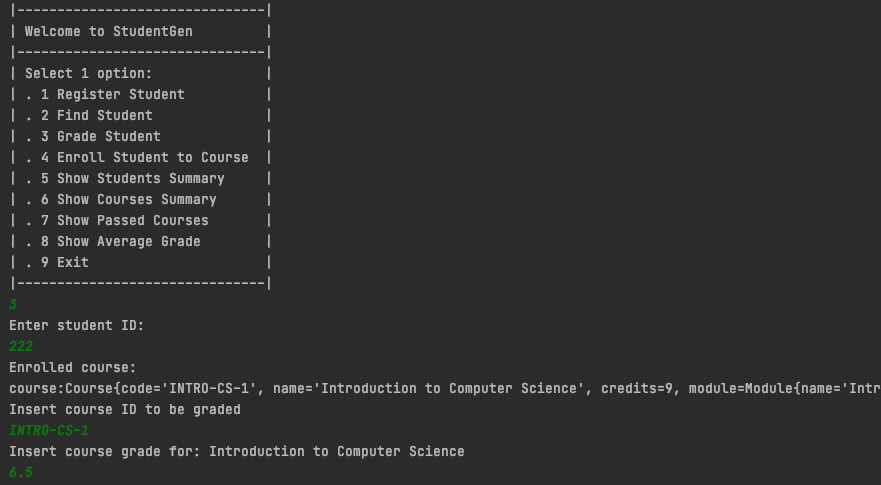 |-------------------------------|
| Welcome to StudentGen         |
|-------------------------------|
| Select 1 option:              |
| . 1 Register Student          |
| . 2 Find Student              |
| . 3 Grade Student             |
| . 4 Enroll Student to Course  |
| . 5 Show Students Summary     |
| . 6 Show Courses Summary      |
| . 7 Show Passed Courses       |
| . 8 Show Average Grade        |
| . 9 Exit                      |
|-------------------------------|
3
Enter student ID:
222
Enrolled course:
course:Course{code='INTRO-CS-1', name='Introduction to Computer Science', credits=9, module=Module{name='Intr
Insert course ID to be graded
INTRO-CS-1
Insert course grade for: Introduction to Computer Science
6.5